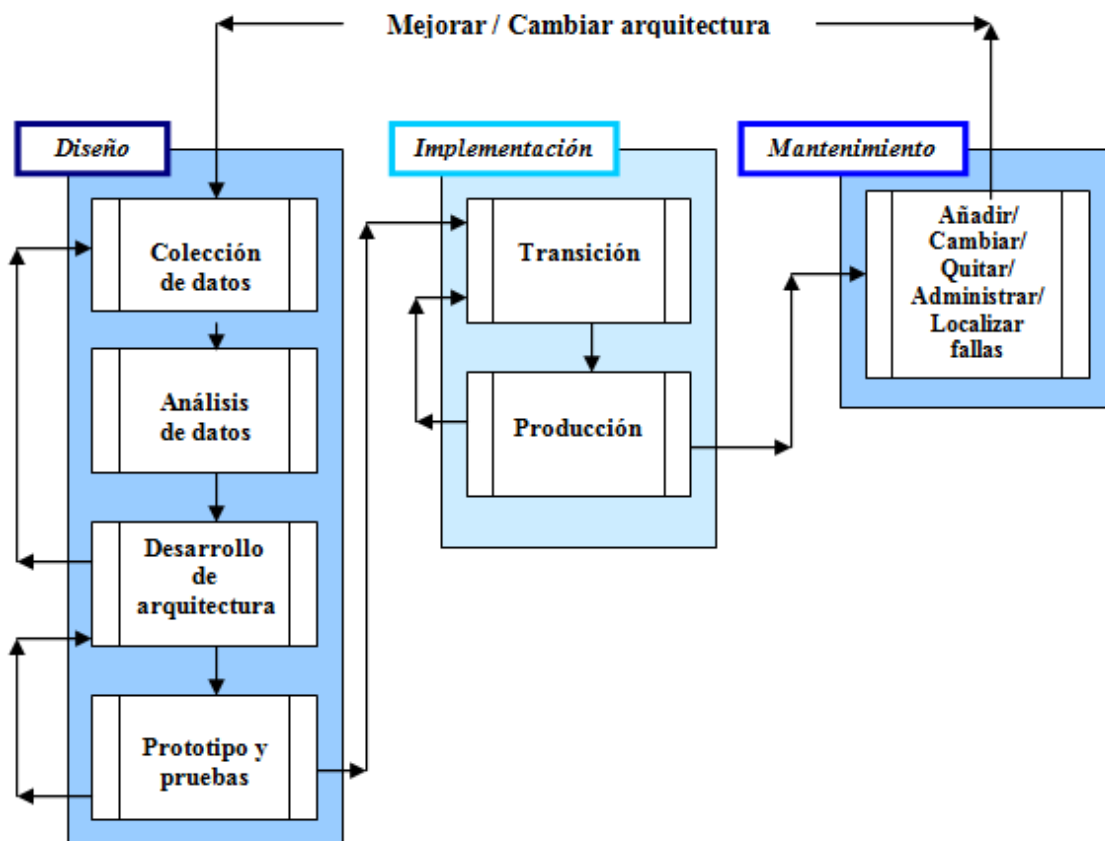 Mejorar / Cambiar arquitectura
Diseño
Colección
de datos
Análisis
de datos
Desarrollo
de
arquitectura
Prototipo y
pruebas
Implementación
Transición
Producción
Mantenimiento
Añadir/
Cambiar/
Quitar/
Administrar/
Localizar
fallas